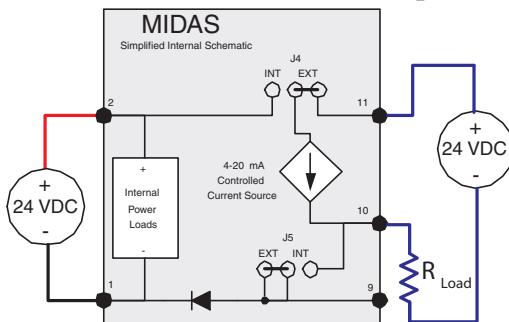 MIDAS
Simplified Internal Schematic
J4
INT EXT
2
11
+
24 VDC
-
+
Internal
Power
Loads
-
4-20 mA
Controlled
Current Source
+
24 VDC
-
10
J5
EXT INT
R Load
1
9